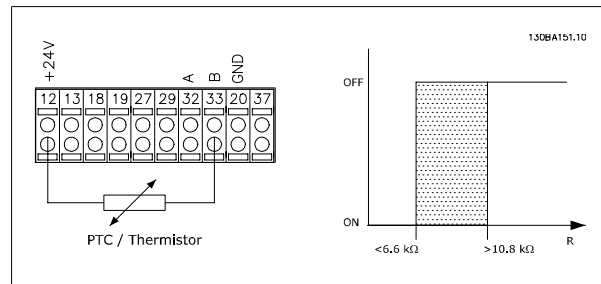 130BA151.10
+24V
A
B
GND
12 13 18 19 27 29 32 33 20 37
PTC / Thermistor
OFF
ON
<6.6 kΩ
>10.8 kΩ
R